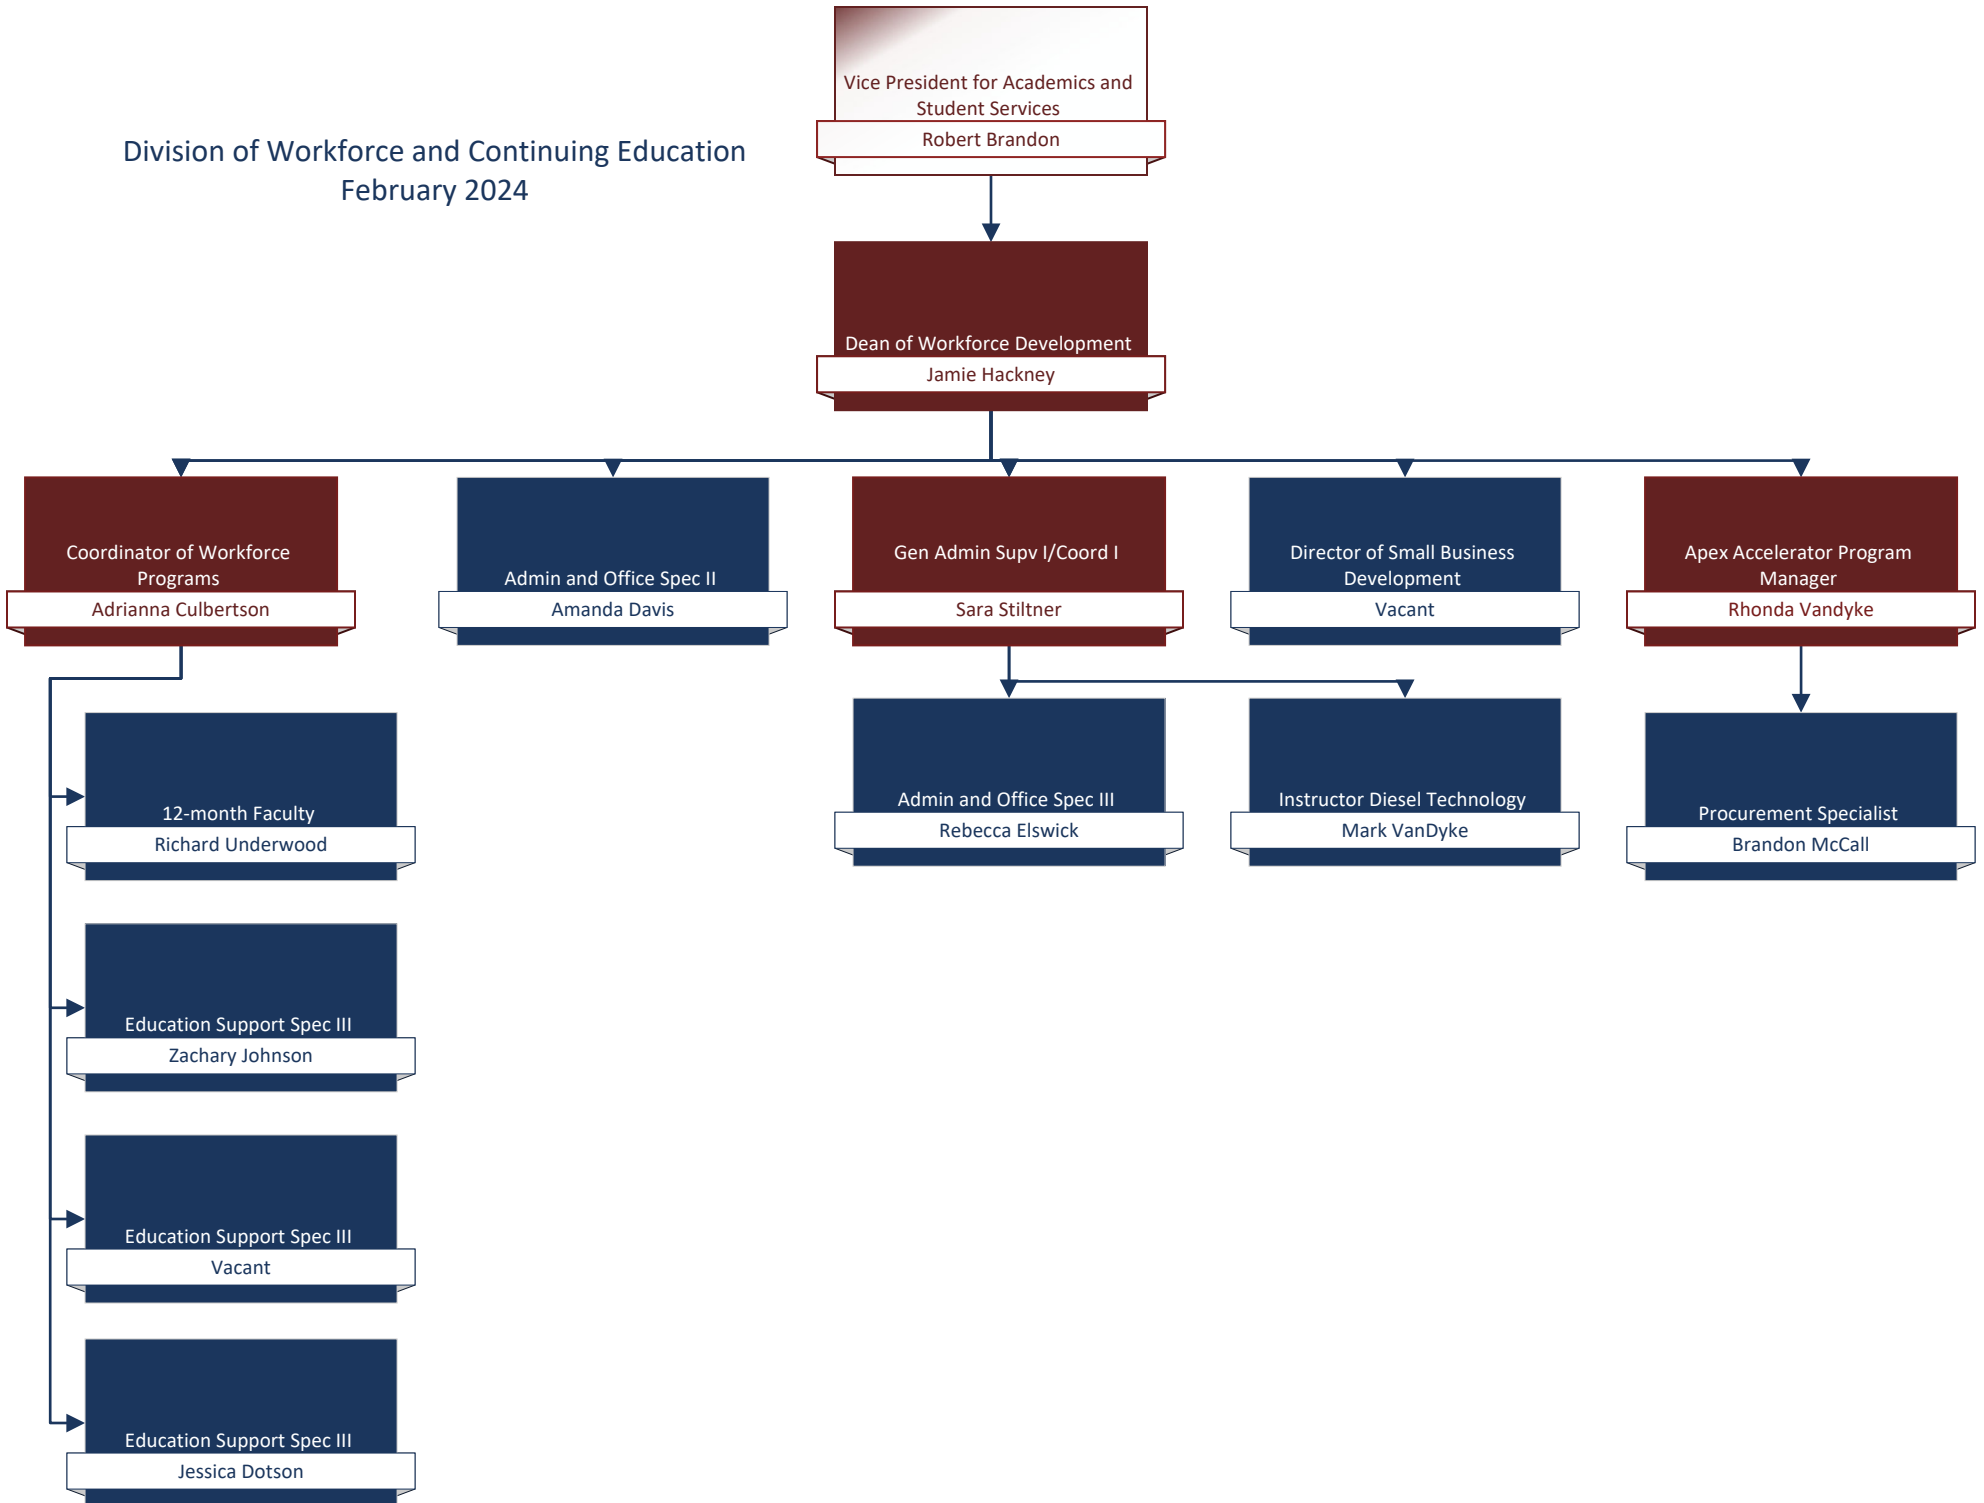 Vice President for Academics and
Student Services
Robert Brandon
Division of Workforce and Continuing Education
February 2024
Dean of Workforce Development
Jamie Hackney
Coordinator of Workforce
Programs
Adrianna Culbertson
Admin and Office Spec II
Amanda Davis
Gen Admin Supv I/Coord I
Sara Stiltner
Director of Small Business
Development
Vacant
Apex Accelerator Program
Manager
Rhonda Vandyke
12-month Faculty
Richard Underwood
Admin and Office Spec III
Rebecca Elswick
Instructor Diesel Technology
Mark VanDyke
Procurement Specialist
Brandon McCall
Education Support Spec III
Zachary Johnson
Education Support Spec III
Vacant
Education Support Spec III
Jessica Dotson